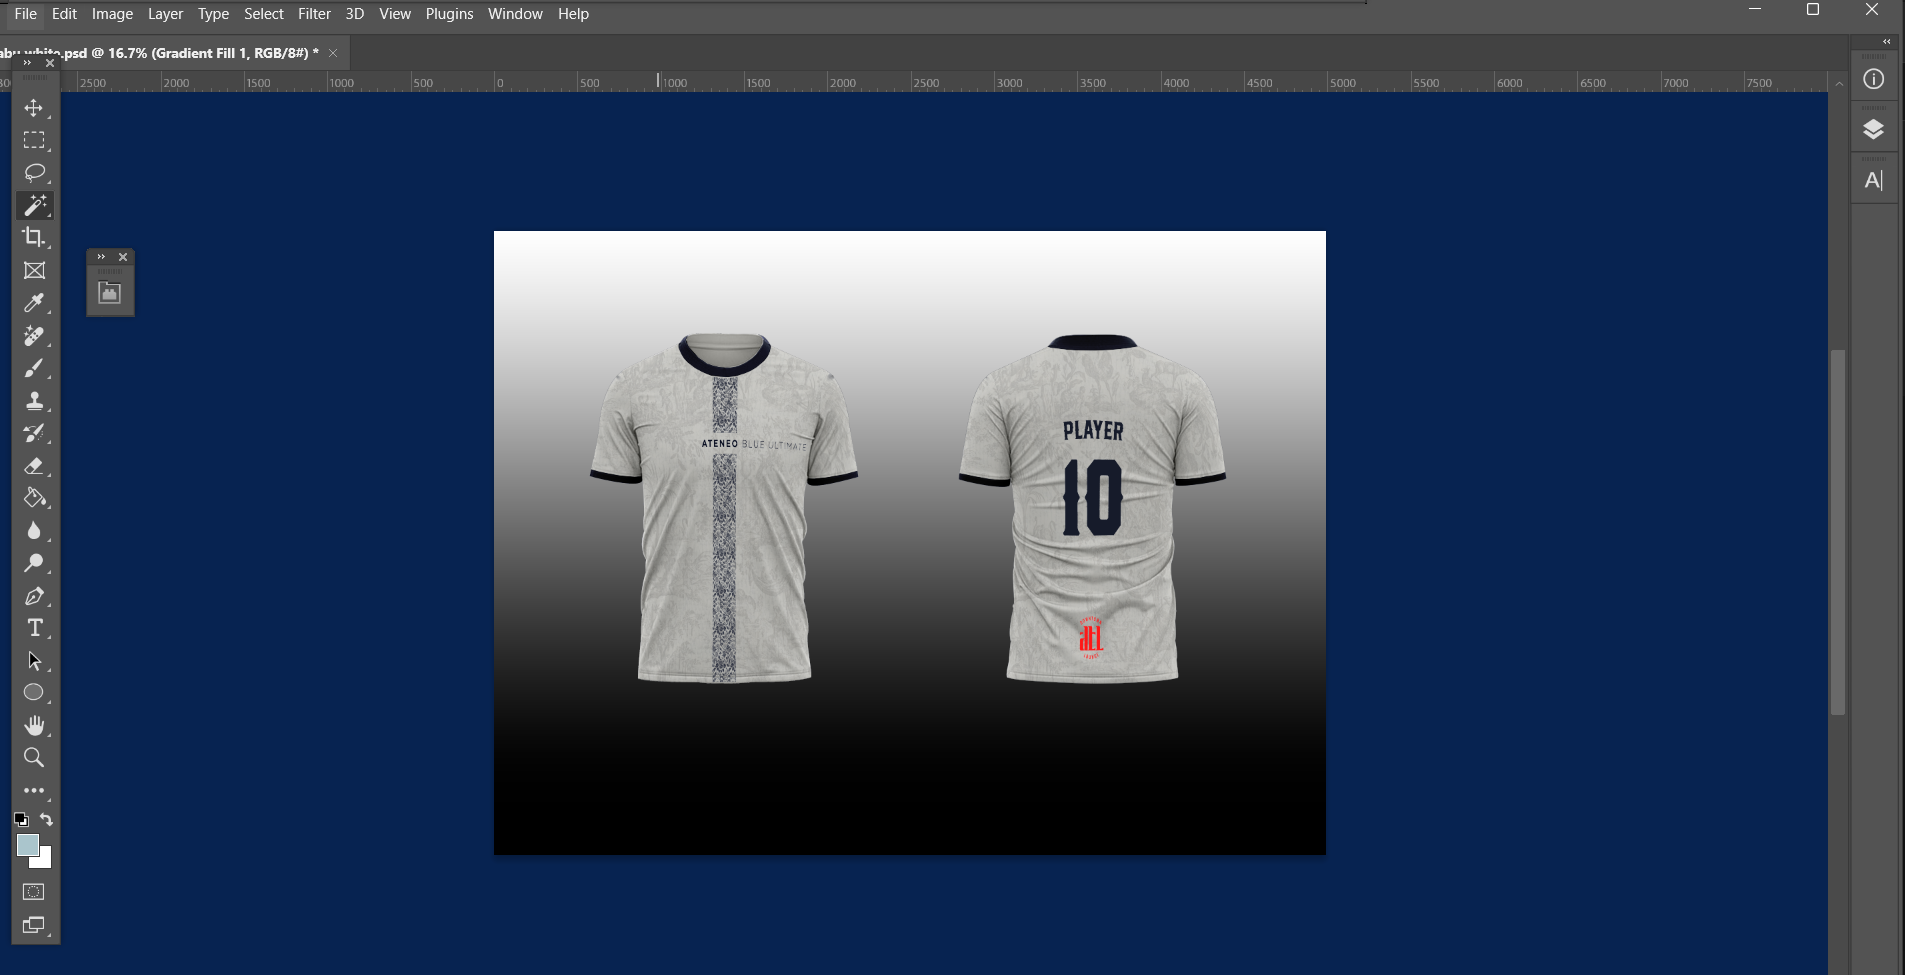 File Edit Image Layer Type Select Filter 3D View Plugins Window Help
abu white.psd @ 16.7% (Gradient Fill 1, RGB/8#) *
2500 2000 1500 1000 500 0 500 1000 1500 2000 2500 3000 3500 4000 4500 5000 5500 6000 6500 7000 7500
A
T
ATENEO BLUE ULTIMATE
PLAYER
10